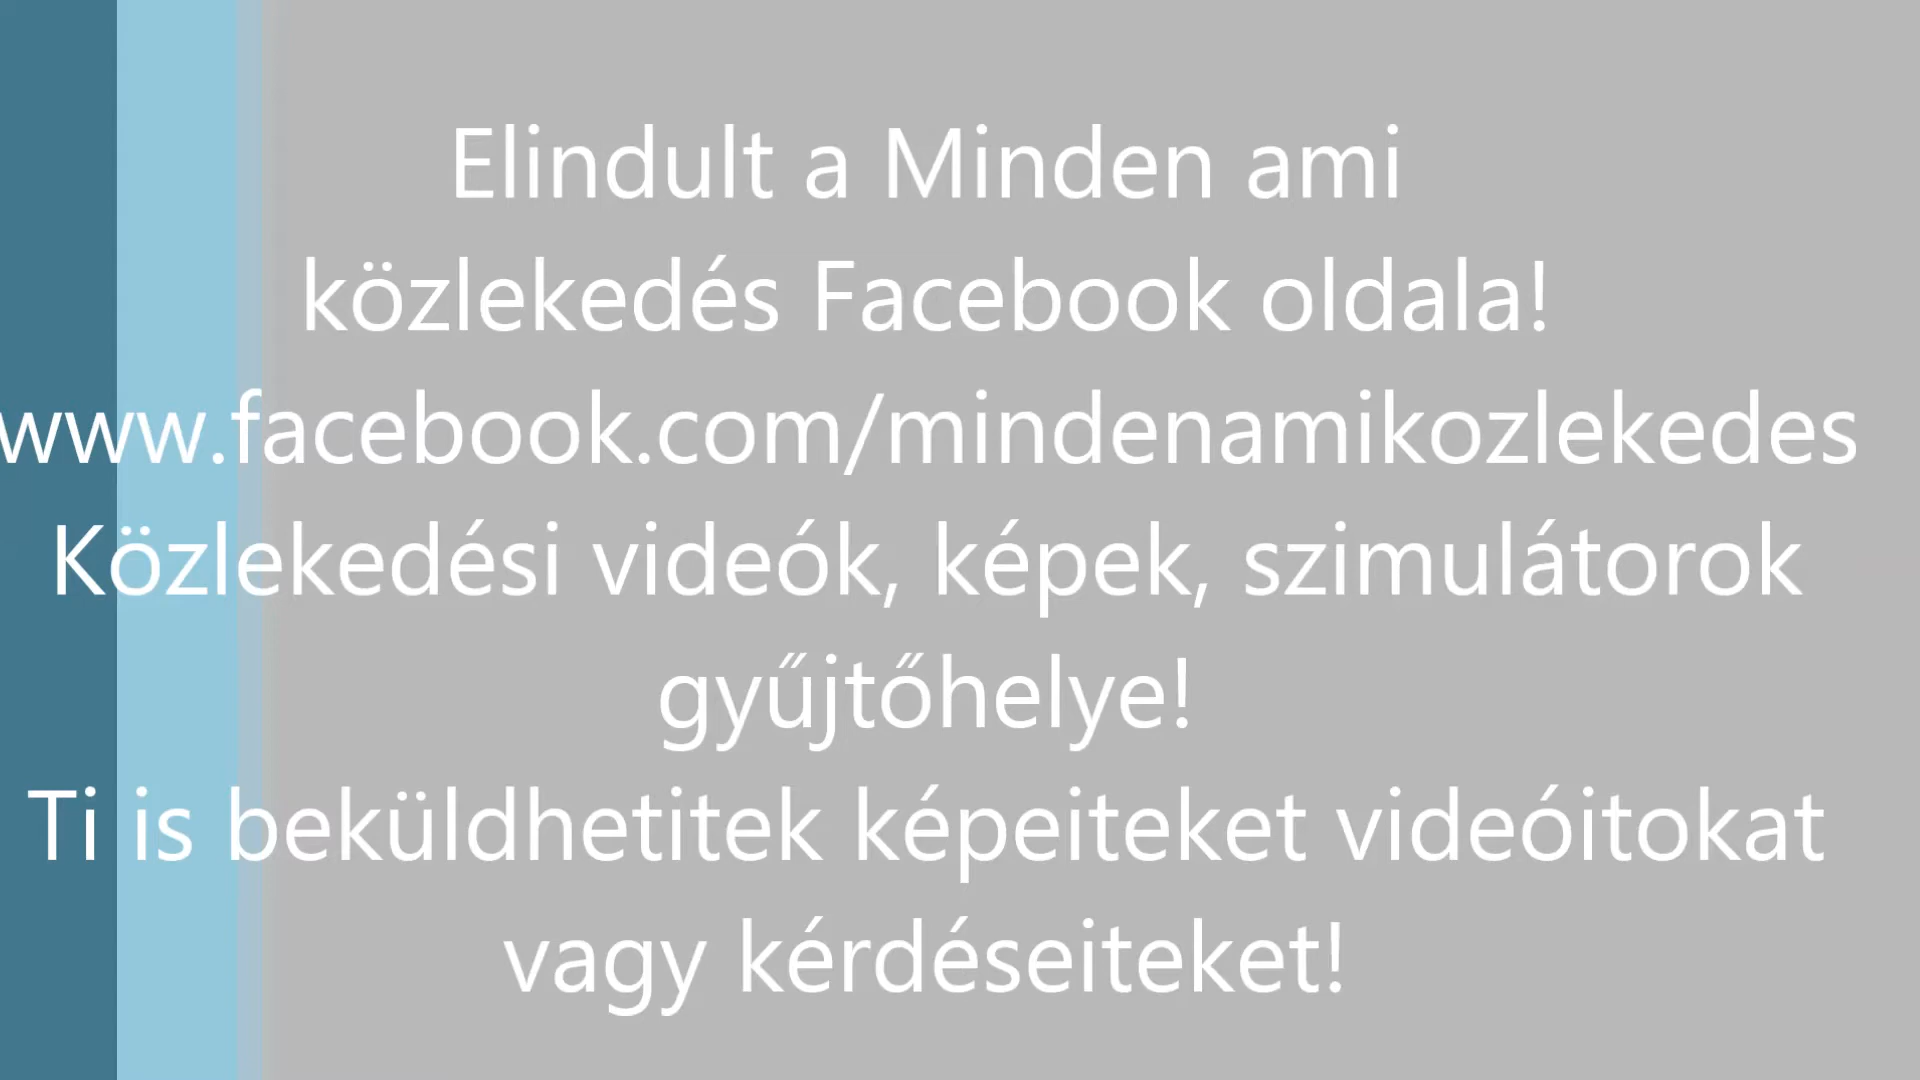 Elindult a Minden ami
közlekedés Facebook oldala!
www.facebook.com/mindenamikozlekedes
Közlekedési videók, képek, szimulátorok
gyűjtőhelye!
Ti is beküldhetitek képeiteket videóitokat
vagy kérdéseiteket!